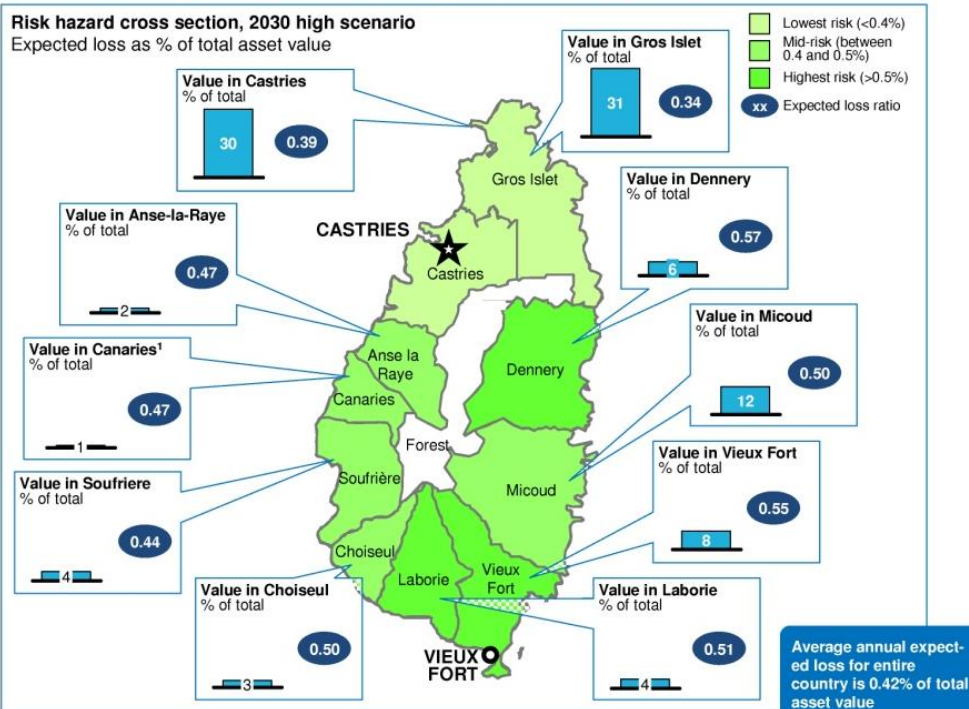 Risk hazard cross section, 2030 high scenario
Expected loss as % of total asset value
Lowest risk (<0.4%)
Mid-risk (between
0.4 and 0.5%)
Highest risk (>0.5%)
xx Expected loss ratio
Value in Castries
% of total
30
0.39
Value in Gros Islet
% of total
31
0.34
Value in Anse-la-Raye
% of total
0.47
2
Value in Dennery
% of total
0.57
6
Value in Canaries¹
% of total
0.47
1
Value in Micoud
% of total
0.50
12
Value in Soufriere
% of total
0.44
4
Value in Vieux Fort
% of total
0.55
8
Value in Choiseul
% of total
0.50
3
Value in Laborie
% of total
0.51
4
Gros Islet
CASTRIES
Castries
Anse la
Raye
Canaries
Dennery
Forest
Soufrière
Micoud
Choiseul
Laborie
Vieux
Fort
VIEUX
FORT
Average annual expect-
ed loss for entire
country is 0.42% of total
asset value